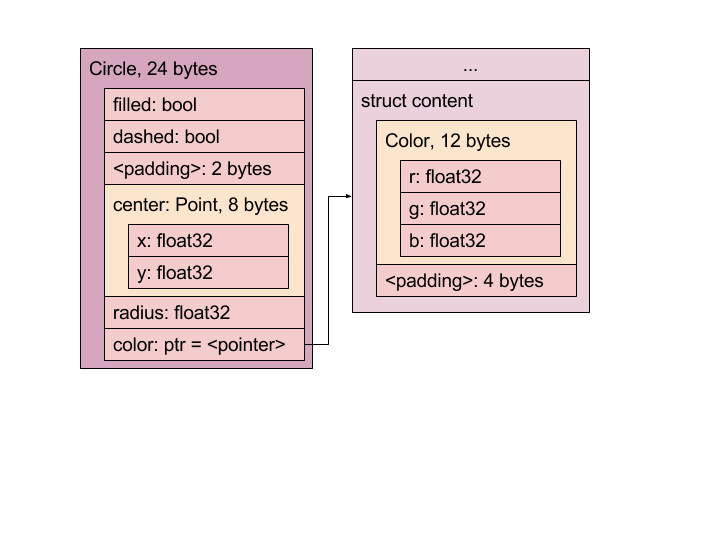 Circle, 24 bytes
filled: bool
dashed: bool
<padding>: 2 bytes
center: Point, 8 bytes
x: float32
y: float32
radius: float32
color: ptr = <pointer>
...
struct content
Color, 12 bytes
r: float32
g: float32
b: float32
<padding>: 4 bytes